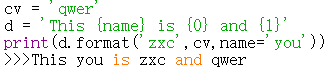 cv = 'qwer'
d = 'This {name} is {0} and {1}'
print(d.format('zxc',cv,name='you'))
>>>This you is zxc and qwer